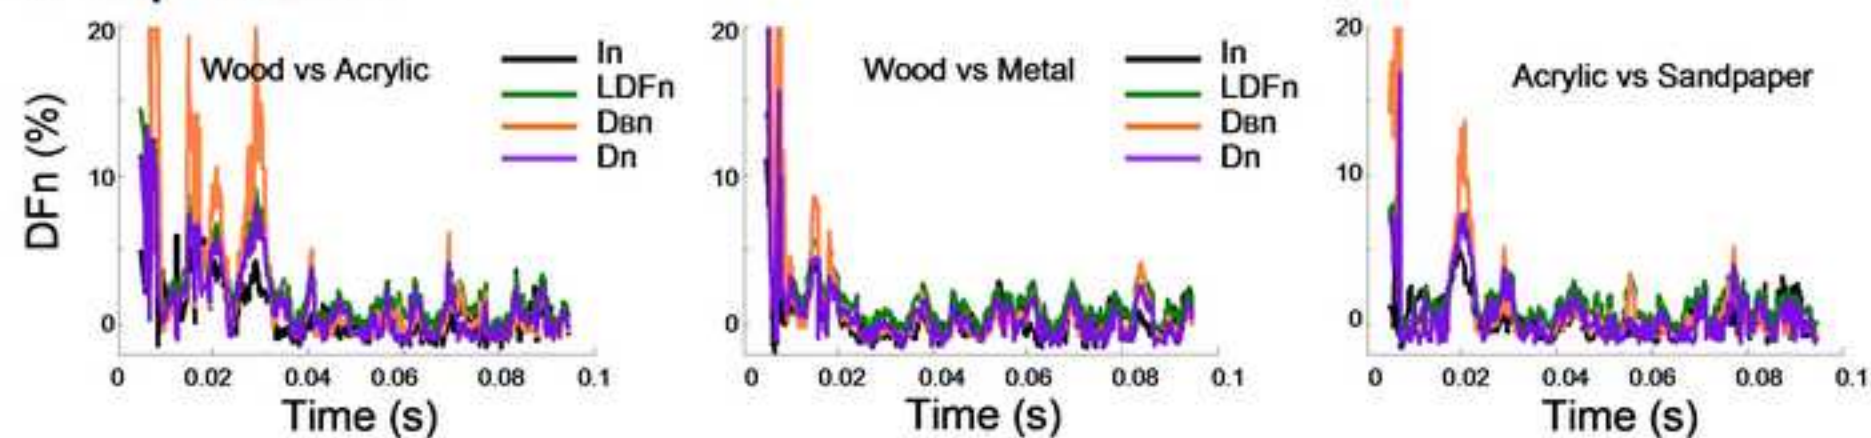 DFn (%)
20
10
0
Wood vs Acrylic
In
LDFn
DBn
Dn
0 0.02 0.04 0.06 0.08 0.1
Time (s)
20
10
0
Wood vs Metal
In
LDFn
DBn
Dn
0 0.02 0.04 0.06 0.08 0.1
Time (s)
20
10
0
Acrylic vs Sandpaper
0 0.02 0.04 0.06 0.08 0.1
Time (s)